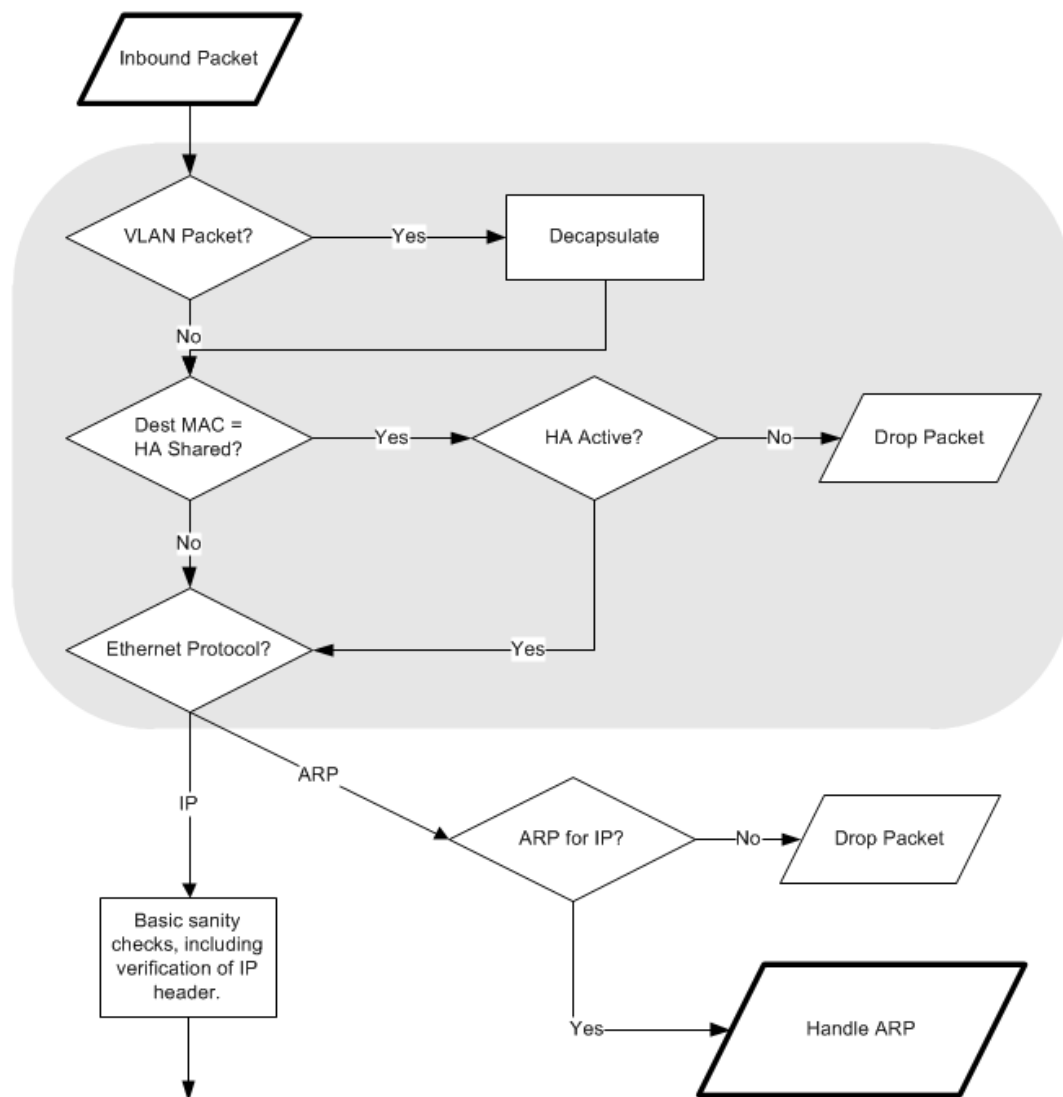 Inbound Packet
VLAN Packet?
Yes
Decapsulate
No
Dest MAC =
HA Shared?
Yes
HA Active?
No
Drop Packet
No
Ethernet Protocol?
Yes
ARP
IP
ARP for IP?
No
Drop Packet
Basic sanity
checks, including
verification of IP
header.
Yes
Handle ARP